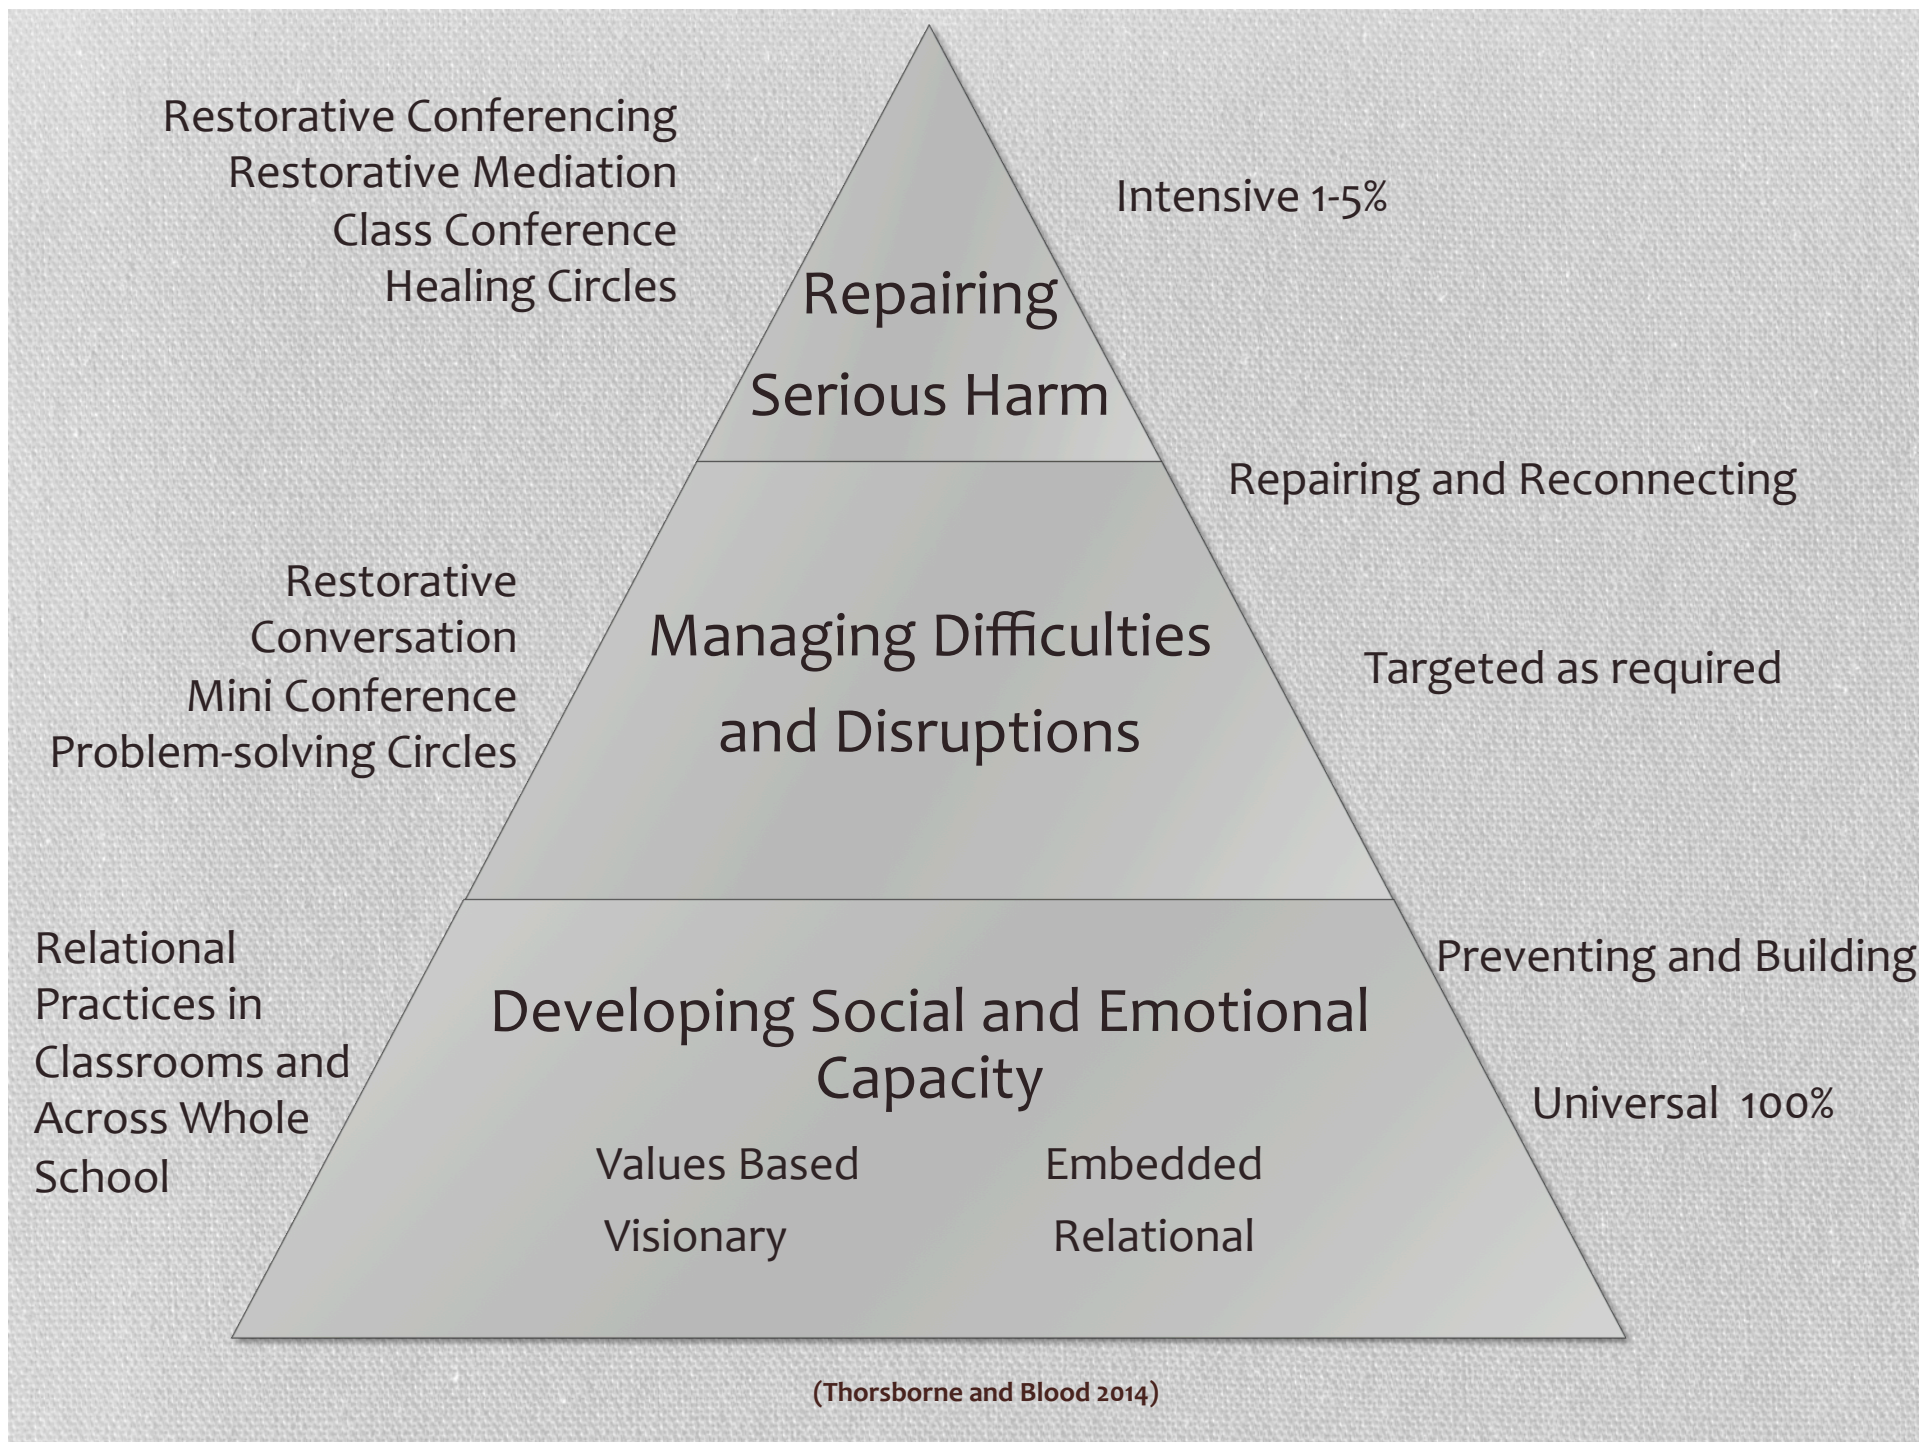 Restorative Conferencing
Restorative Mediation
Class Conference
Healing Circles
Intensive 1-5%
Repairing
Serious Harm
Repairing and Reconnecting
Restorative
Conversation
Mini Conference
Problem-solving Circles
Managing Difficulties
and Disruptions
Targeted as required
Relational
Practices in
Classrooms and
Across Whole
School
Developing Social and Emotional
Capacity
Values Based
Embedded
Visionary
Relational
Preventing and Building
Universal 100%
(Thorsborne and Blood 2014)